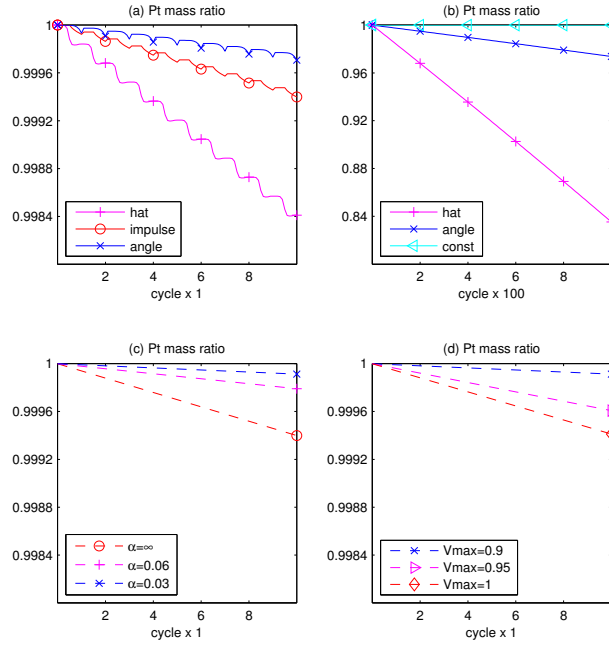 (a) Pt mass ratio
1
0.9996
0.9992
0.9988
0.9984
hat
impulse
angle
2 4 6 8
cycle x 1
(b) Pt mass ratio
1
0.96
0.92
0.88
0.84
hat
angle
const
2 4 6 8
cycle x 100
(c) Pt mass ratio
1
0.9996
0.9992
0.9988
0.9984
α=∞
α=0.06
α=0.03
2 4 6 8
cycle x 1
(d) Pt mass ratio
1
0.9996
0.9992
0.9988
0.9984
Vmax=0.9
Vmax=0.95
Vmax=1
2 4 6 8
cycle x 1